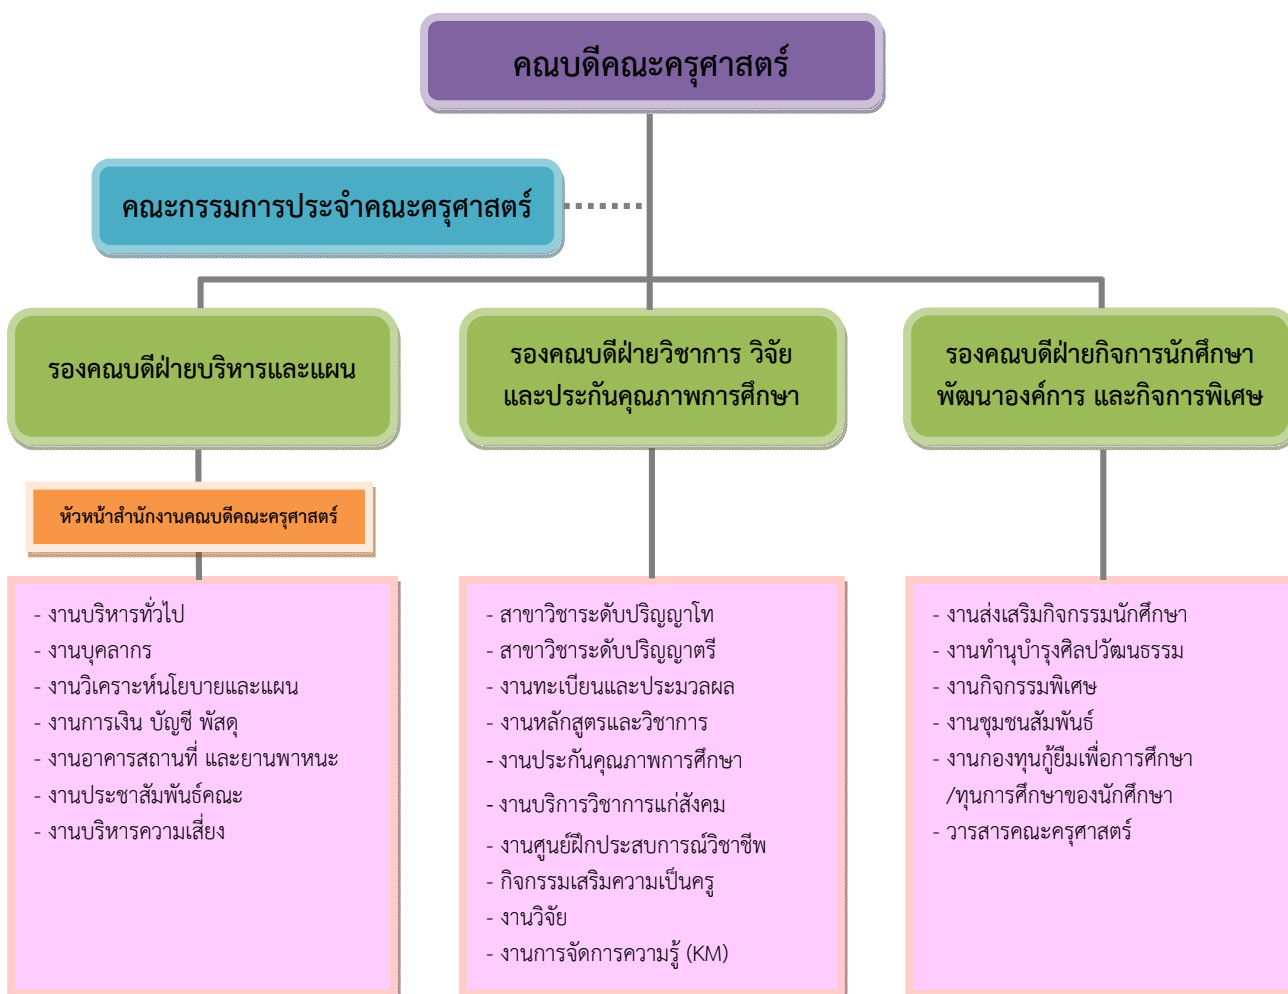 คณบดีคณะครุศาสตร์
คณะกรรมการประจำคณะครุศาสตร์
รองคณบดีฝ่ายบริหารและแผน
รองคณบดีฝ่ายวิชาการ วิจัย
และประกันคุณภาพการศึกษา
รองคณบดีฝ่ายกิจการนักศึกษา
พัฒนาองค์การ และกิจการพิเศษ
หัวหน้าสำนักงานคณบดีคณะครุศาสตร์
- งานบริหารทั่วไป
- งานบุคลากร
- งานวิเคราะห์นโยบายและแผน
- งานการเงิน บัญชี พัสดุ
- งานอาคารสถานที่ และยานพาหนะ
- งานประชาสัมพันธ์คณะ
- งานบริหารความเสี่ยง
- สาขาวิชาระดับปริญญาโท
- สาขาวิชาระดับปริญญาตรี
- งานทะเบียนและประมวลผล
- งานหลักสูตรและวิชาการ
- งานประกันคุณภาพการศึกษา
- งานบริการวิชาการแก่สังคม
- งานศูนย์ฝึกประสบการณ์วิชาชีพ
- กิจกรรมเสริมความเป็นครู
- งานวิจัย
- งานการจัดการความรู้ (KM)
- งานส่งเสริมกิจกรรมนักศึกษา
- งานทำนุบำรุงศิลปวัฒนธรรม
- งานกิจกรรมพิเศษ
- งานชุมชนสัมพันธ์
- งานกองทุนกู้ยืมเพื่อการศึกษา
/ทุนการศึกษาของนักศึกษา
- วารสารคณะครุศาสตร์